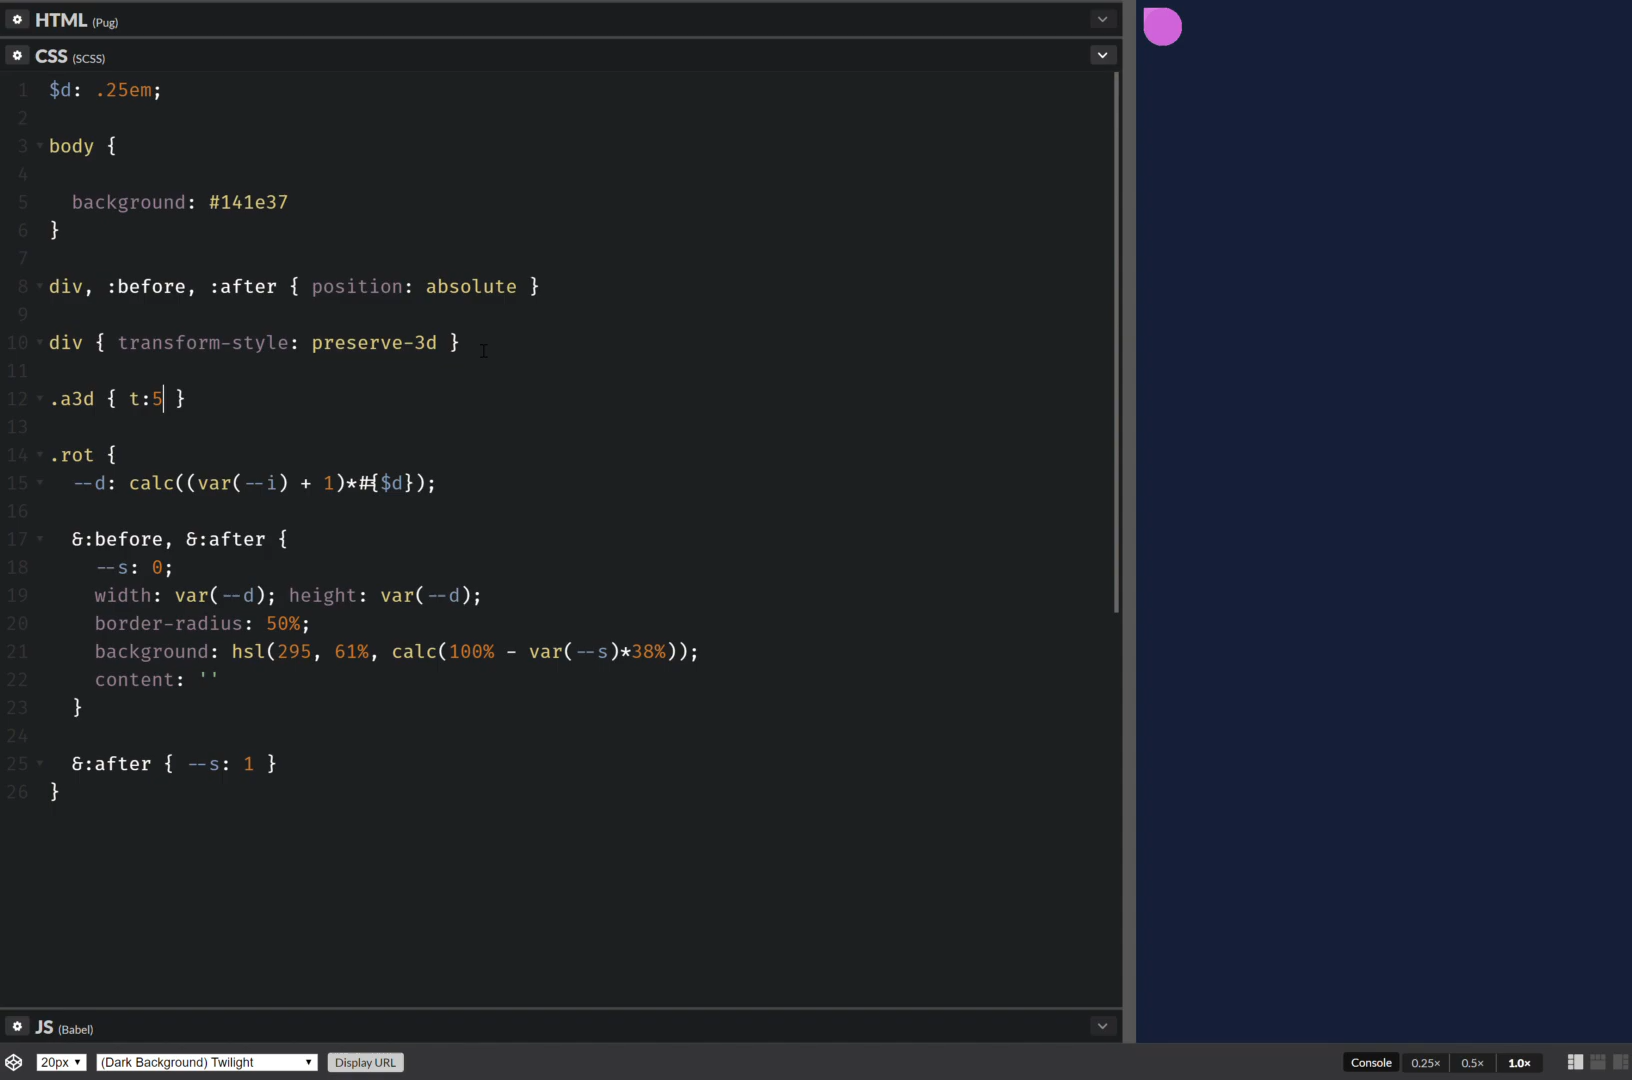 HTML (Pug)
CSS (SCSS)
1 $d: .25em;
2
3 body {
4
5 background: #141e37
6 }
7
8 div, :before, :after { position: absolute }
9
10 div { transform-style: preserve-3d }
11
12 .a3d { t:5 }
13
14 .rot {
15 --d: calc((var(--i) + 1)*#{$d});
16
17 &:before, &:after {
18 --s: 0;
19 width: var(--d); height: var(--d);
20 border-radius: 50%;
21 background: hsl(295, 61%, calc(100% - var(--s)*38%));
22 content: ''
23 }
24
25 &:after { --s: 1 }
26 }
JS (Babel)
20px (Dark Background) Twilight Display URL Console 0.25× 0.5× 1.0×